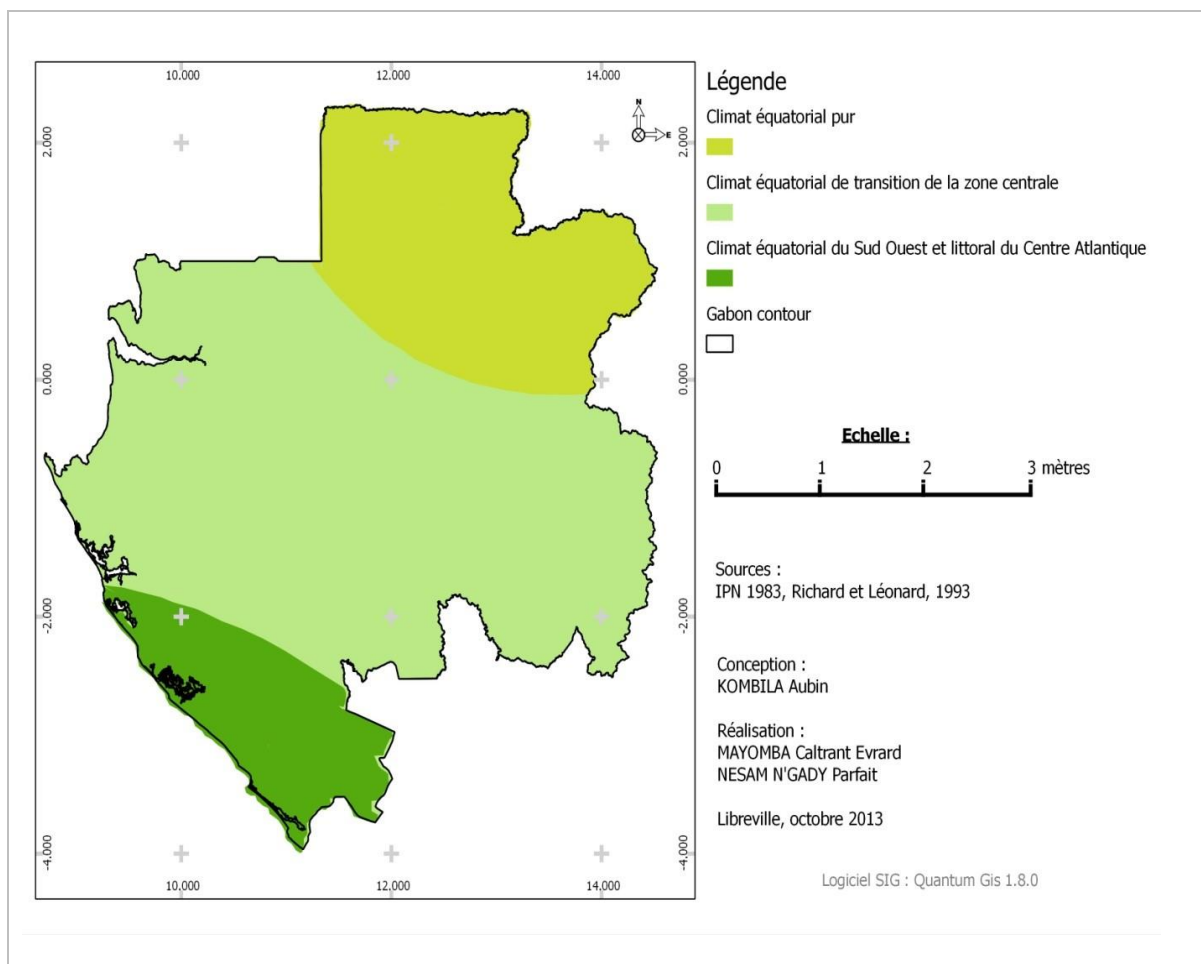 10.000 12.000 14.000
N
E
2.000 2.000
0.000 0.000
-2.000 -2.000
-4.000 -4.000
10.000 12.000 14.000
Légende
Climat équatorial pur
Climat équatorial de transition de la zone centrale
Climat équatorial du Sud Ouest et littoral du Centre Atlantique
Gabon contour
Echelle :
0 1 2 3 mètres
Sources :
IPN 1983, Richard et Léonard, 1993
Conception :
KOMBILA Aubin
Réalisation :
MAYOMBA Caltrant Evrard
NESAM N'GADY Parfait
Libreville, octobre 2013
Logiciel SIG : Quantum Gis 1.8.0